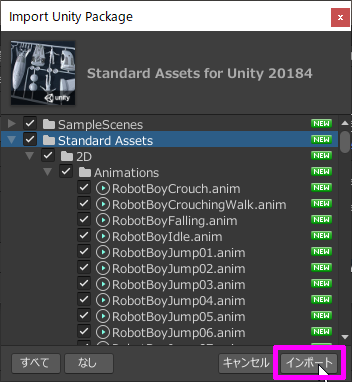 Import Unity Package
x
unity
Standard Assets for Unity 20184
SampleScenes NEW
Standard Assets NEW
2D NEW
Animations NEW
RobotBoyCrouch.anim NEW
RobotBoyCrouchingWalk.anim NEW
RobotBoyFalling.anim NEW
RobotBoyIdle.anim NEW
RobotBoyJump01.anim NEW
RobotBoyJump02.anim NEW
RobotBoyJump03.anim NEW
RobotBoyJump04.anim NEW
RobotBoyJump05.anim NEW
RobotBoyJump06.anim NEW
すべて なし キャンセル インポート